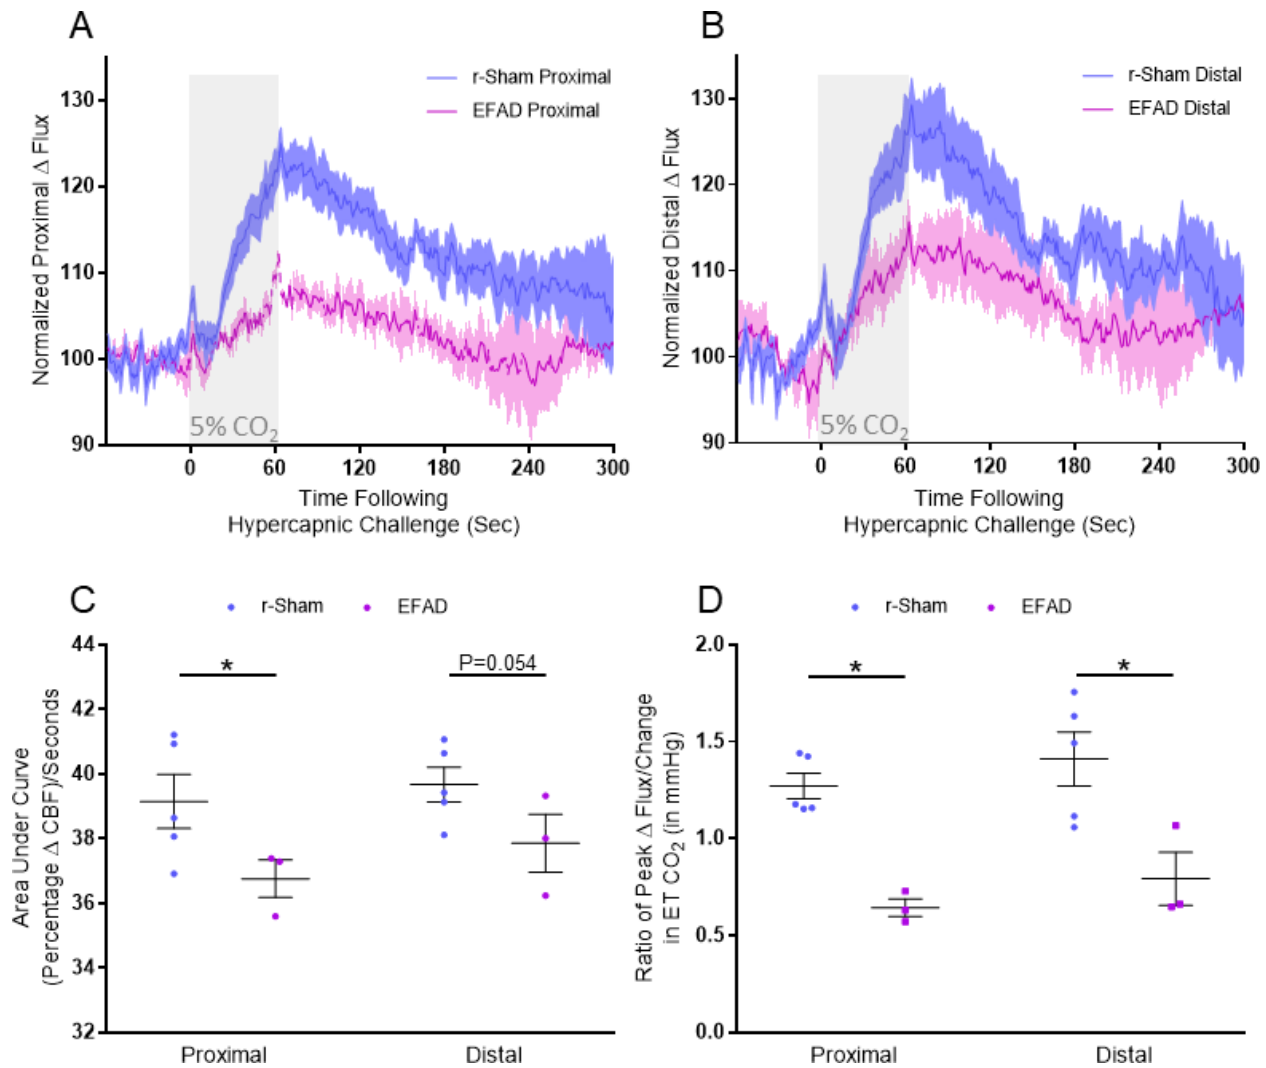 A
r-Sham Proximal
EFAD Proximal
Normalized Proximal Δ Flux
130
120
110
100
90
5% CO₂
0 60 120 180 240 300
Time Following
Hypercapnic Challenge (Sec)
B
r-Sham Distal
EFAD Distal
Normalized Distal Δ Flux
130
120
110
100
90
5% CO₂
0 60 120 180 240 300
Time Following
Hypercapnic Challenge (Sec)
C
r-Sham EFAD
Area Under Curve
(Percentage Δ CBF)/Seconds
44
42
40
38
36
34
32
*
P=0.054
Proximal Distal
D
r-Sham EFAD
Ratio of Peak Δ Flux/Change
in ET CO₂ (in mmHg)
2.0
1.5
1.0
0.5
0.0
*
*
Proximal Distal